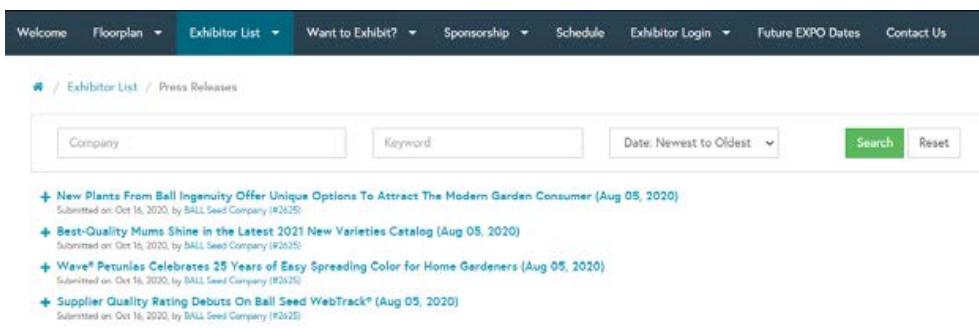 Welcome Floorplan Exhibitor List Want to Exhibit? Sponsorship Schedule Exhibitor Login Future EXPO Dates Contact Us
/ Exhibitor List / Press Releases
Company Keyword Date: Newest to Oldest Search Reset
+ New Plants From Ball Ingenuity Offer Unique Options To Attract The Modern Garden Consumer (Aug 05, 2020)
Submitted on: Oct 16, 2020, by BALL Seed Company (#2625)
+ Best-Quality Mums Shine in the Latest 2021 New Varieties Catalog (Aug 05, 2020)
Submitted on: Oct 16, 2020, by BALL Seed Company (#2625)
+ Wave® Petunias Celebrates 25 Years of Easy Spreading Color for Home Gardeners (Aug 05, 2020)
Submitted on: Oct 16, 2020, by BALL Seed Company (#2625)
+ Supplier Quality Rating Debuts On Ball Seed WebTrack® (Aug 05, 2020)
Submitted on: Oct 16, 2020, by BALL Seed Company (#2625)